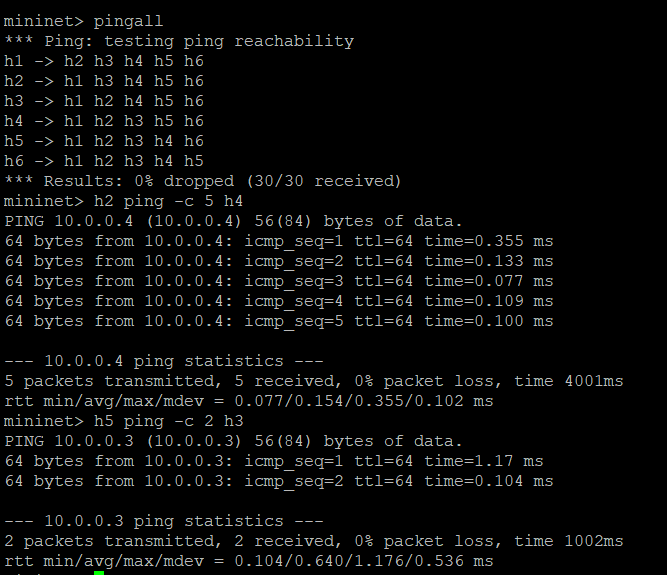 mininet> pingall
*** Ping: testing ping reachability
h1 -> h2 h3 h4 h5 h6
h2 -> h1 h3 h4 h5 h6
h3 -> h1 h2 h4 h5 h6
h4 -> h1 h2 h3 h5 h6
h5 -> h1 h2 h3 h4 h6
h6 -> h1 h2 h3 h4 h5
*** Results: 0% dropped (30/30 received)
mininet> h2 ping -c 5 h4
PING 10.0.0.4 (10.0.0.4) 56(84) bytes of data.
64 bytes from 10.0.0.4: icmp_seq=1 ttl=64 time=0.355 ms
64 bytes from 10.0.0.4: icmp_seq=2 ttl=64 time=0.133 ms
64 bytes from 10.0.0.4: icmp_seq=3 ttl=64 time=0.077 ms
64 bytes from 10.0.0.4: icmp_seq=4 ttl=64 time=0.109 ms
64 bytes from 10.0.0.4: icmp_seq=5 ttl=64 time=0.100 ms
--- 10.0.0.4 ping statistics ---
5 packets transmitted, 5 received, 0% packet loss, time 4001ms
rtt min/avg/max/mdev = 0.077/0.154/0.355/0.102 ms
mininet> h5 ping -c 2 h3
PING 10.0.0.3 (10.0.0.3) 56(84) bytes of data.
64 bytes from 10.0.0.3: icmp_seq=1 ttl=64 time=1.17 ms
64 bytes from 10.0.0.3: icmp_seq=2 ttl=64 time=0.104 ms
--- 10.0.0.3 ping statistics ---
2 packets transmitted, 2 received, 0% packet loss, time 1002ms
rtt min/avg/max/mdev = 0.104/0.640/1.176/0.536 ms